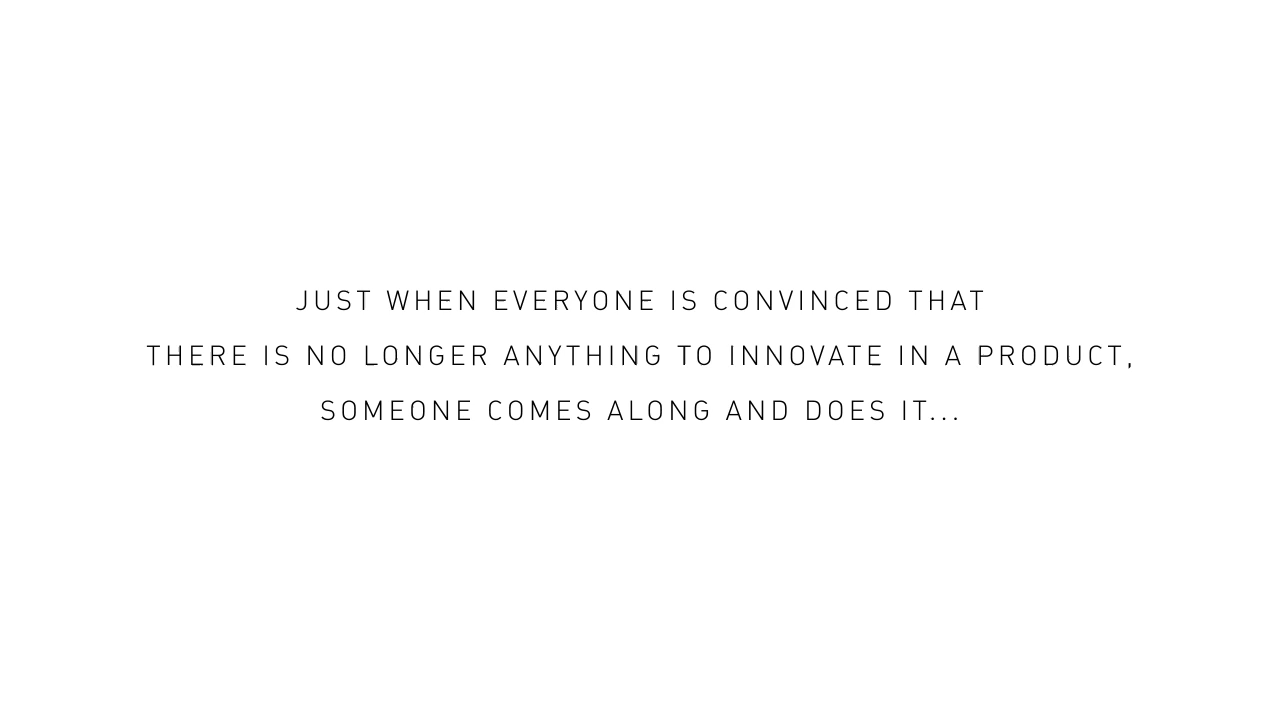 JUST WHEN EVERYONE IS CONVINCED THAT
THERE IS NO LONGER ANYTHING TO INNOVATE IN A PRODUCT,
SOMEONE COMES ALONG AND DOES IT...